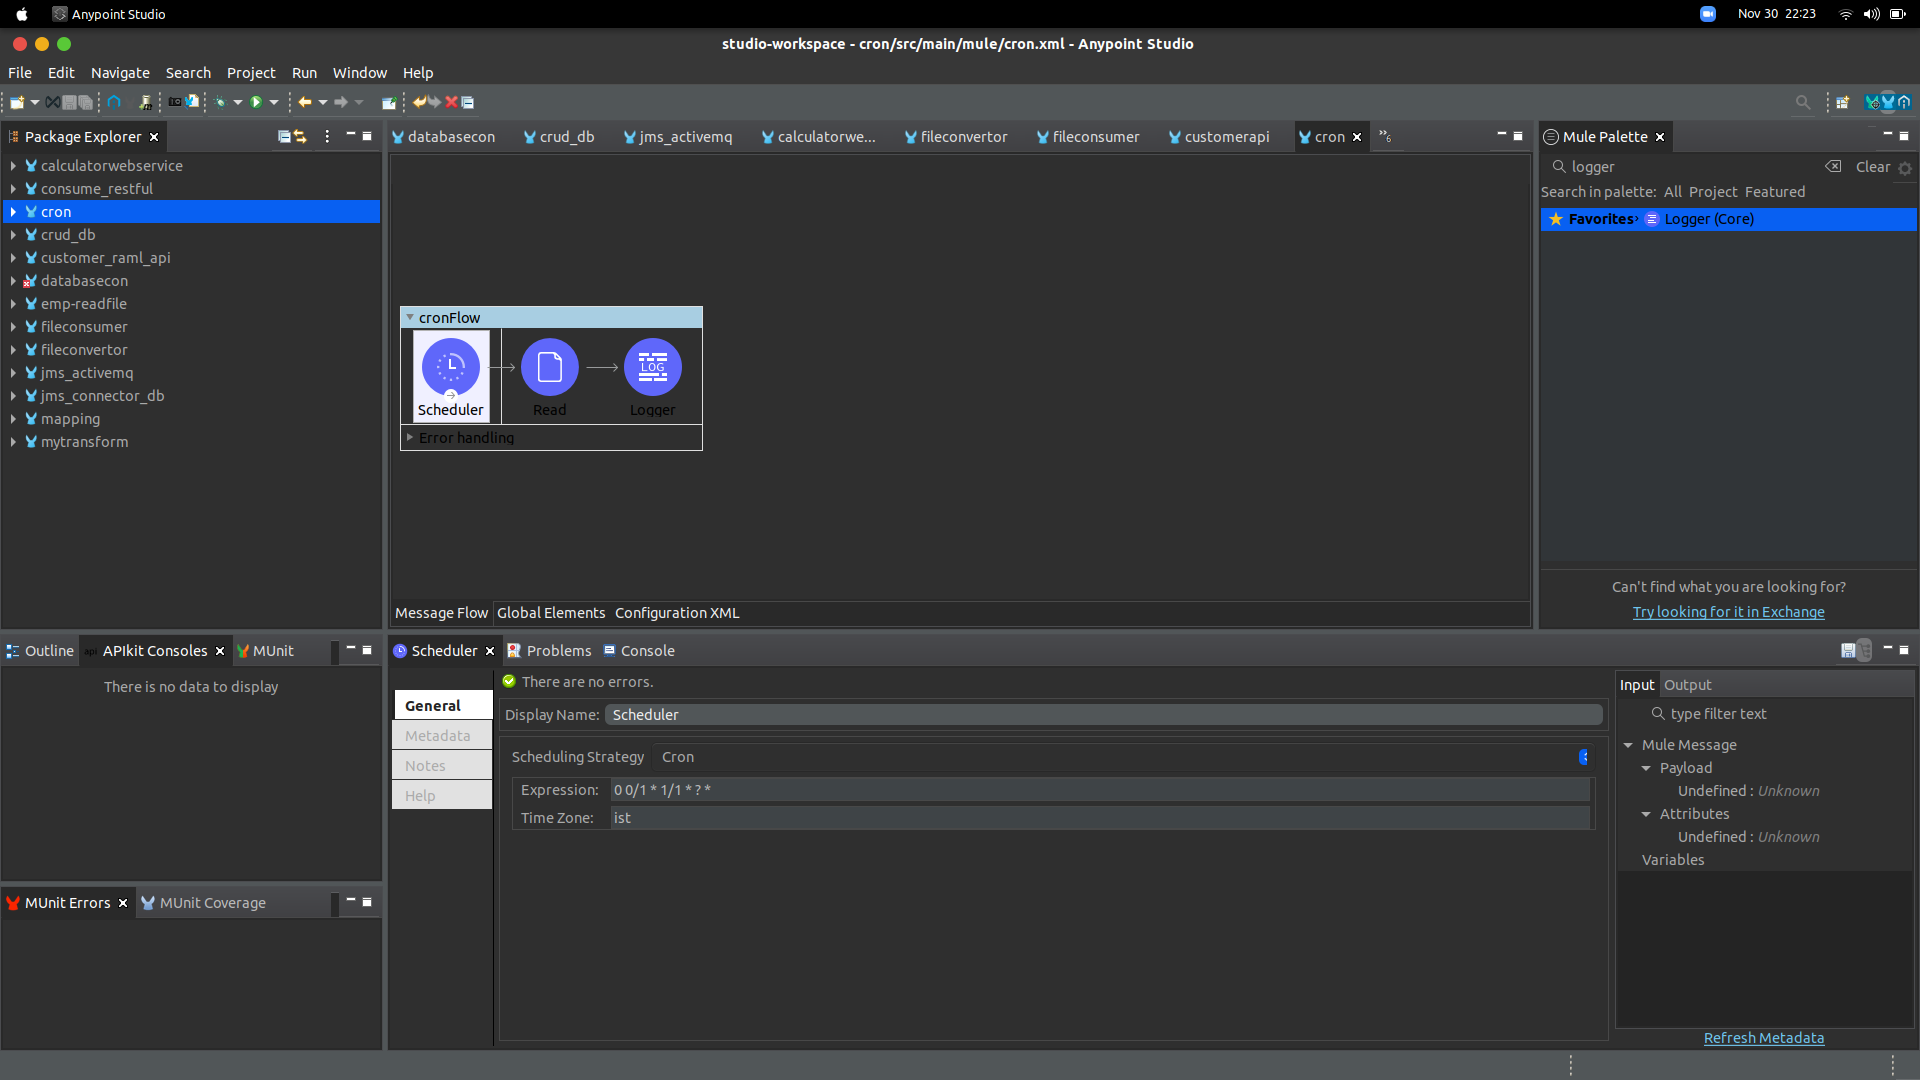 Anypoint Studio
Nov 30 22:23
studio-workspace - cron/src/main/mule/cron.xml - Anypoint Studio
File Edit Navigate Search Project Run Window Help
Package Explorer
calculatorwebservice
consume_restful
cron
crud_db
customer_raml_api
databasecon
emp-readfile
fileconsumer
fileconvertor
jms_activemq
jms_connector_db
mapping
mytransform
databasecon crud_db jms_activemq calculatorwe... fileconvertor fileconsumer customerapi cron 6
cronFlow
LOG
Scheduler Read Logger
Error handling
Message Flow Global Elements Configuration XML
Mule Palette
logger Clear
Search in palette: All Project Featured
Favorites Logger (Core)
Can't find what you are looking for?
Try looking for it in Exchange
Outline api APIkit Consoles MUnit
There is no data to display
MUnit Errors MUnit Coverage
Scheduler Problems Console
General
Metadata
Notes
Help
There are no errors.
Display Name: Scheduler
Scheduling Strategy Cron
Expression: 0 0/1 * 1/1 * ? *
Time Zone: ist
Input Output
type filter text
Mule Message
Payload
Undefined : Unknown
Attributes
Undefined : Unknown
Variables
Refresh Metadata